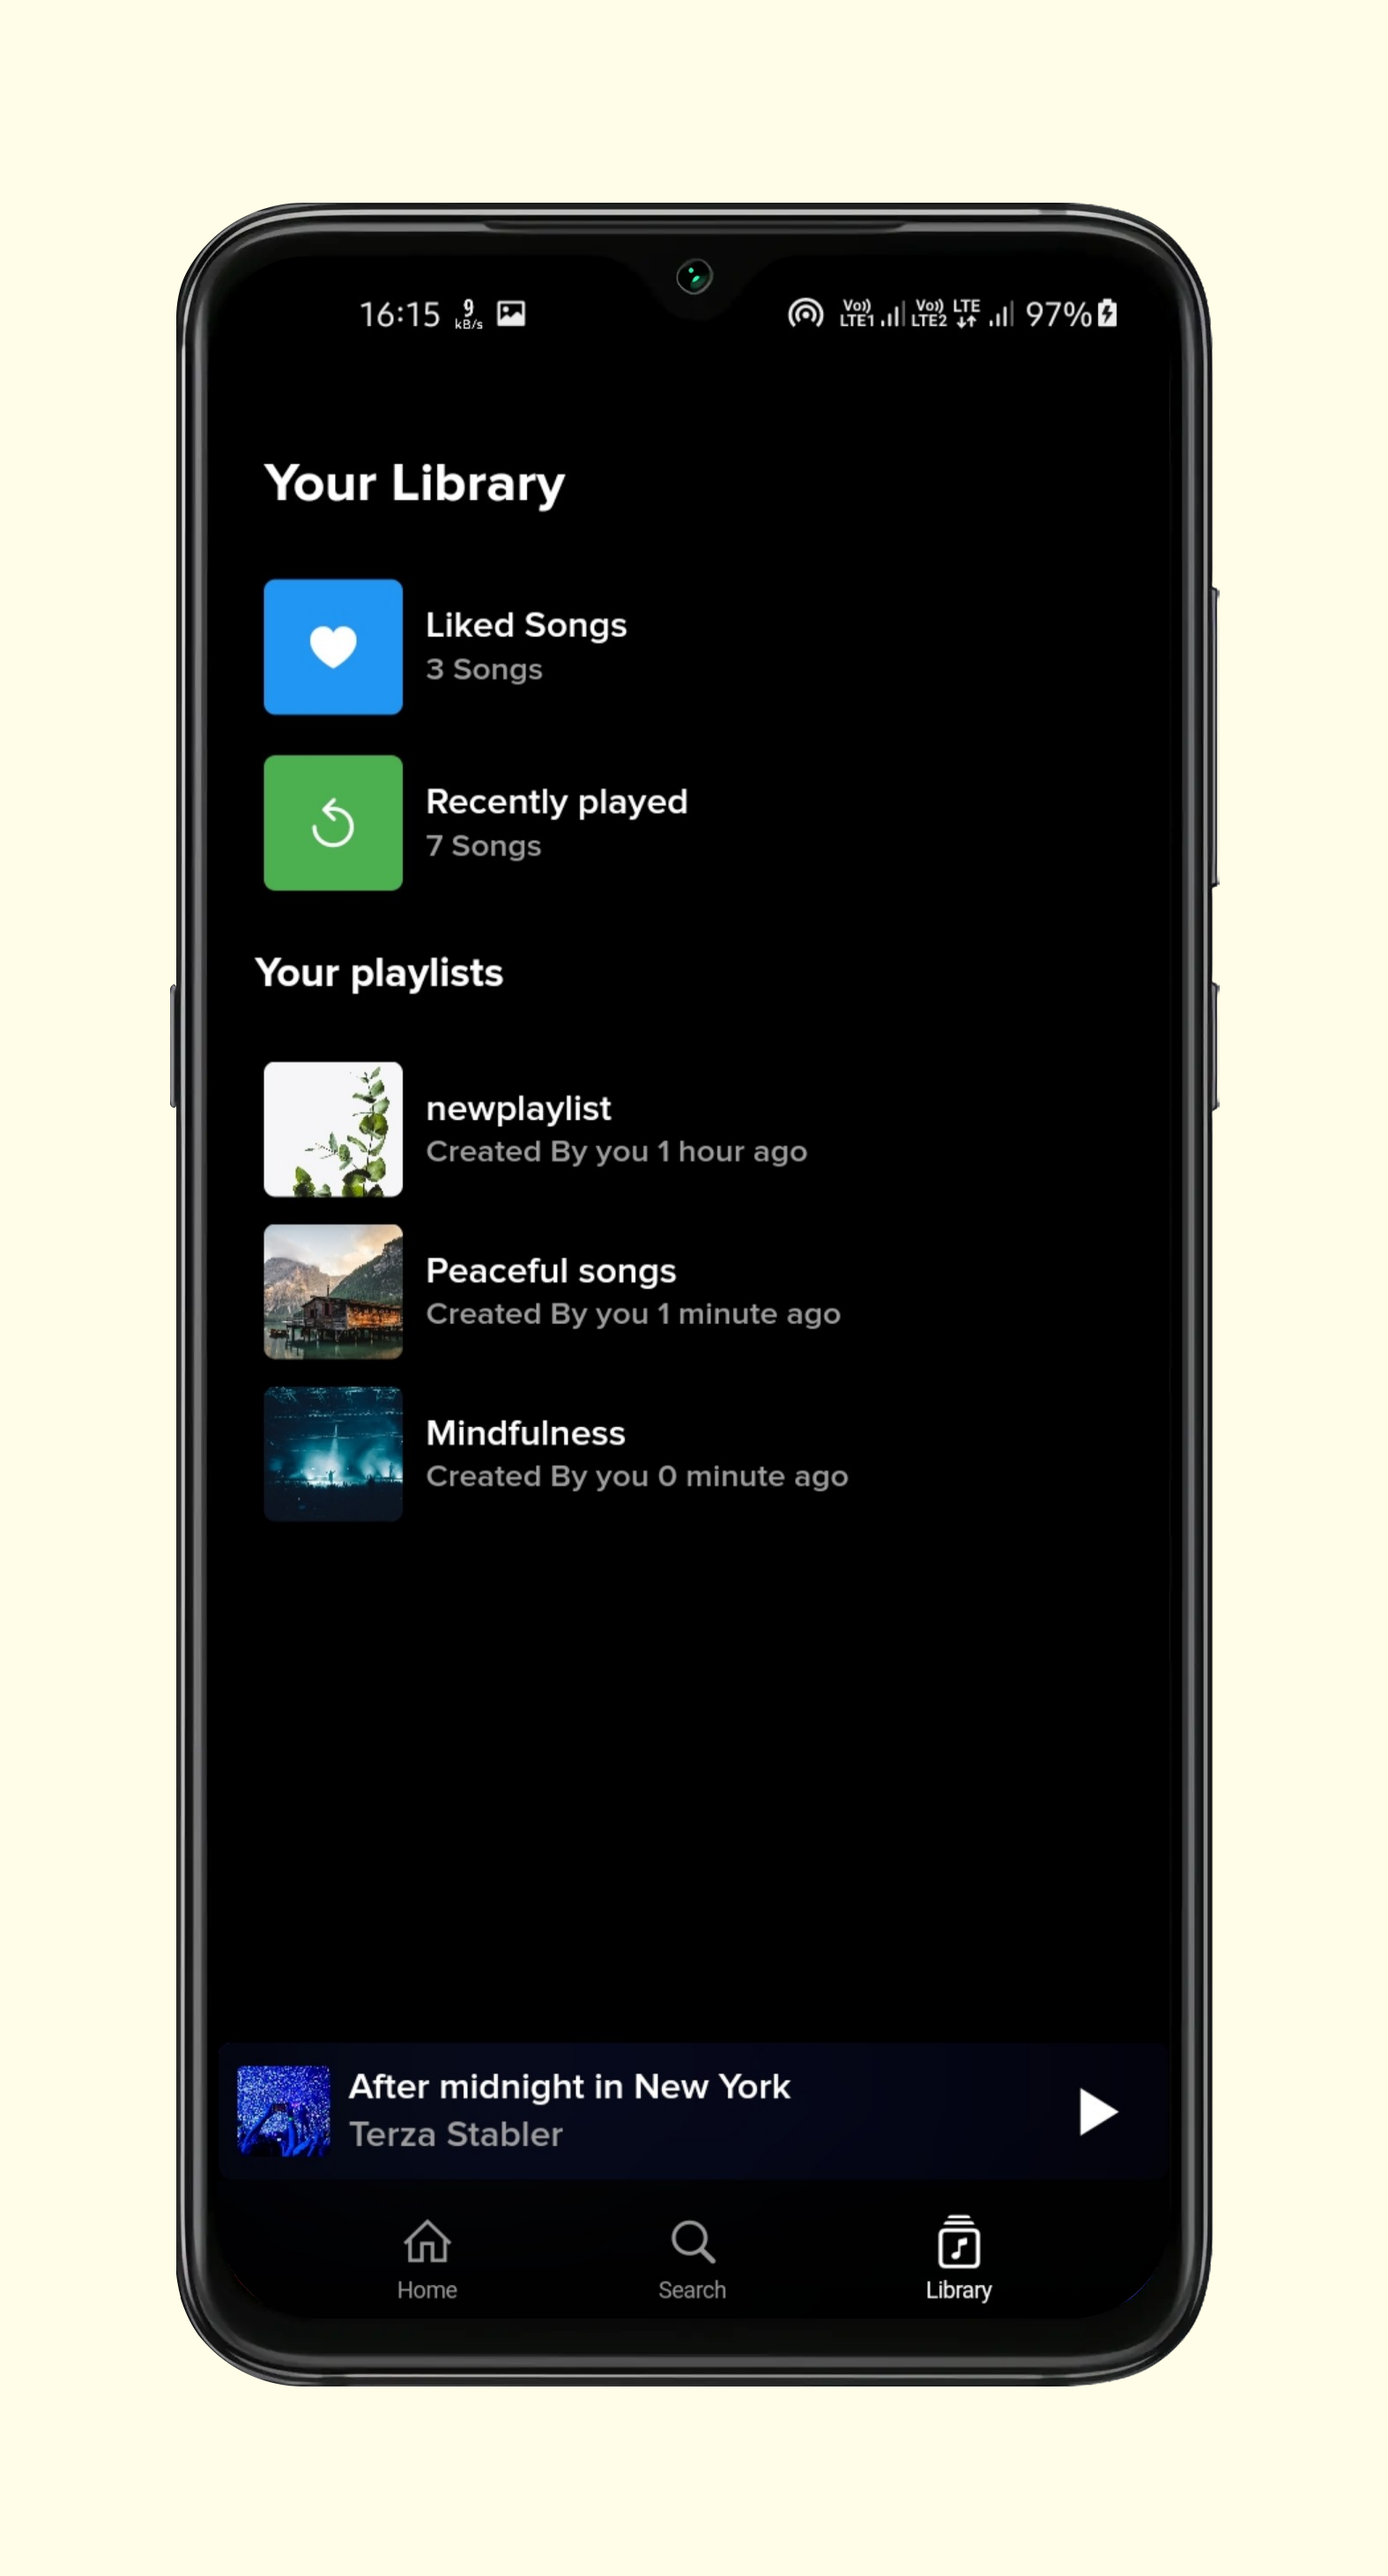 16:15 9 kB/s Vo)) LTE1 Vo)) LTE2 LTE 97%
Your Library
Liked Songs
3 Songs
Recently played
7 Songs
Your playlists
newplaylist
Created By you 1 hour ago
Peaceful songs
Created By you 1 minute ago
Mindfulness
Created By you 0 minute ago
After midnight in New York
Terza Stabler
Home Search Library